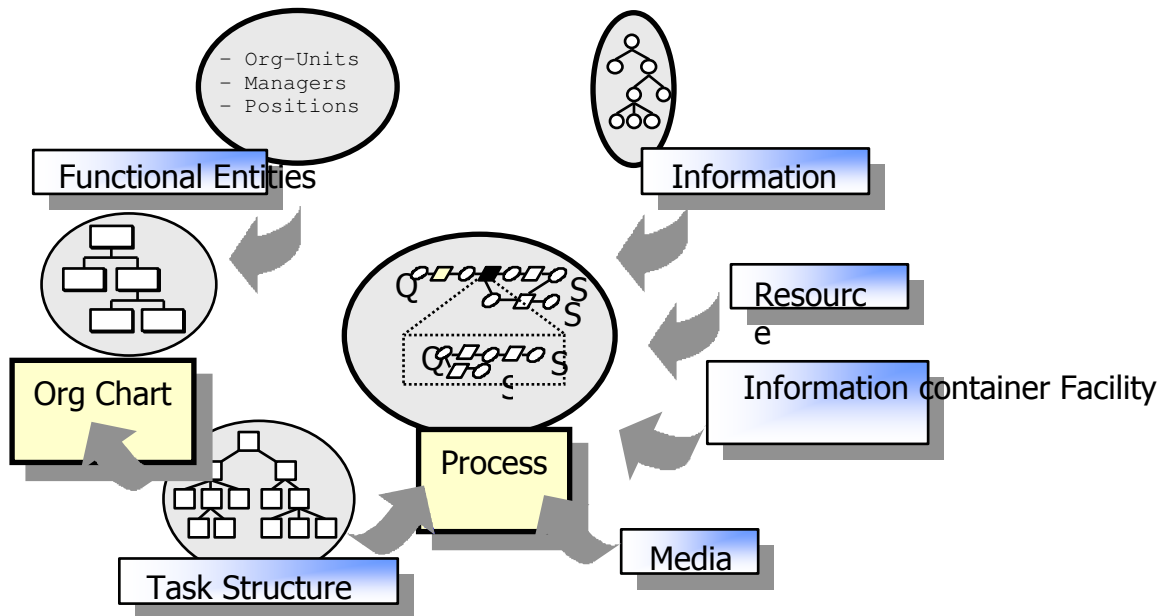 - Org-Units
- Managers
- Positions
Functional Entities
Information
Q
S
S
Resourc
e
Q
S
S
Information container Facility
Org Chart
Process
Media
Task Structure